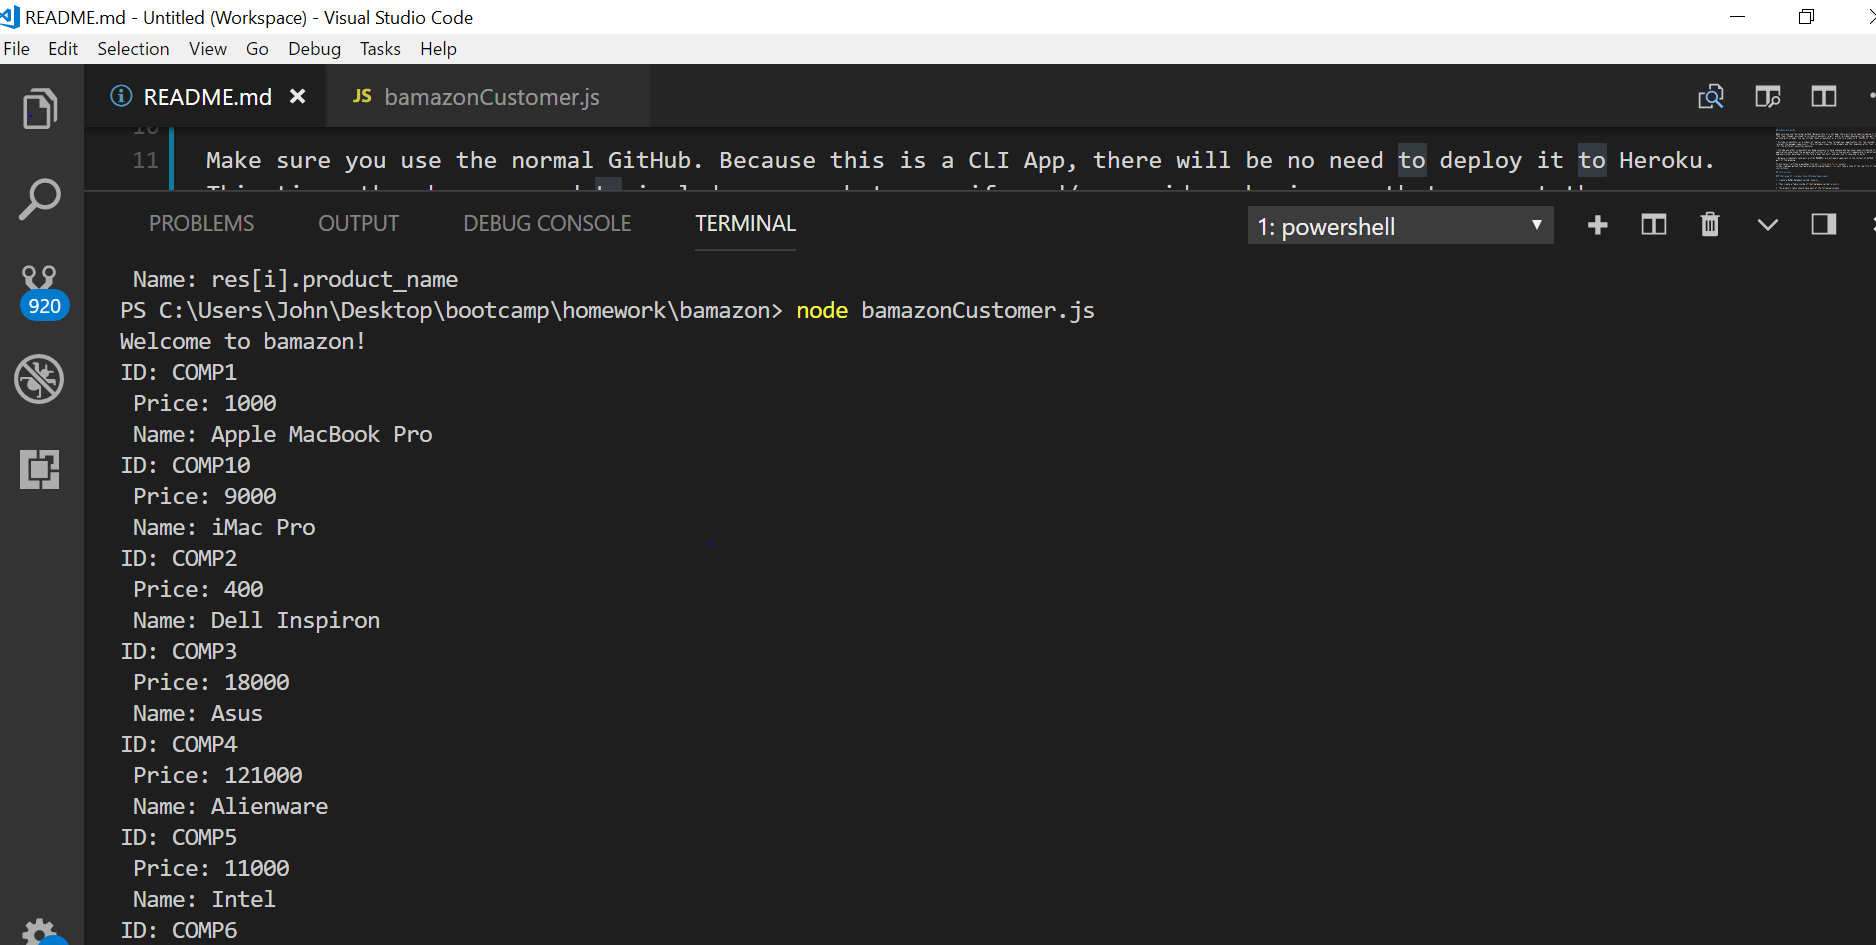 README.md - Untitled (Workspace) - Visual Studio Code
File Edit Selection View Go Debug Tasks Help
README.md
JS bamazonCustomer.js
11 Make sure you use the normal GitHub. Because this is a CLI App, there will be no need to deploy it to Heroku.
PROBLEMS OUTPUT DEBUG CONSOLE TERMINAL 1: powershell
920
Name: res[i].product_name
PS C:\Users\John\Desktop\bootcamp\homework\bamazon> node bamazonCustomer.js
Welcome to bamazon!
ID: COMP1
Price: 1000
Name: Apple MacBook Pro
ID: COMP10
Price: 9000
Name: iMac Pro
ID: COMP2
Price: 400
Name: Dell Inspiron
ID: COMP3
Price: 18000
Name: Asus
ID: COMP4
Price: 121000
Name: Alienware
ID: COMP5
Price: 11000
Name: Intel
ID: COMP6